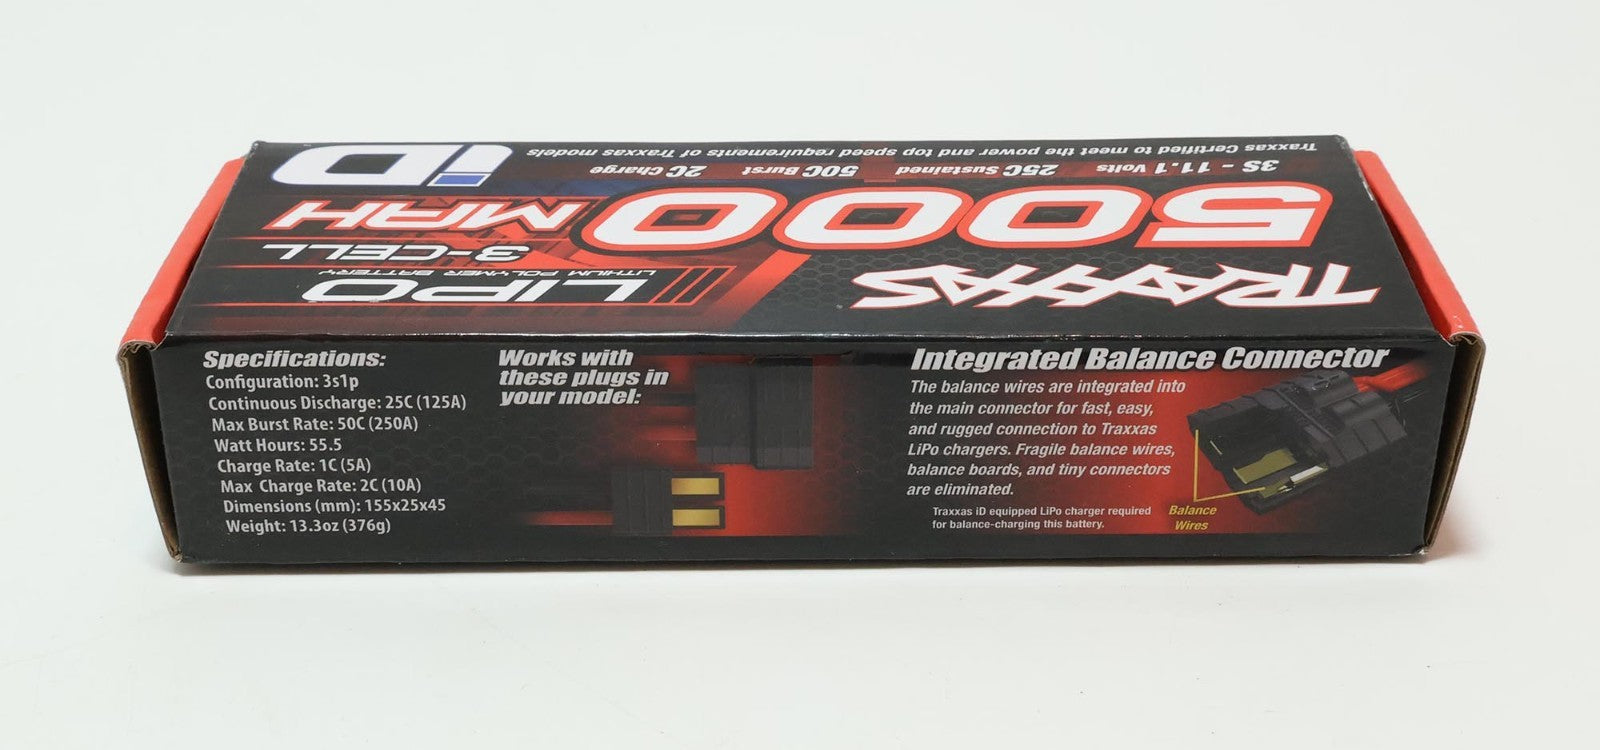 TRAXXAS
LIPO
LITHIUM POLYMER BATTERY
3-CELL
5000 MAH
3S - 11.1 Volts 25C Sustained 50C Burst 2C Charge
iD
Traxxas Certified to meet the power and top speed requirements of Traxxas models
Specifications:
Configuration: 3s1p
Continuous Discharge: 25C (125A)
Max Burst Rate: 50C (250A)
Watt Hours: 55.5
Charge Rate: 1C (5A)
Max Charge Rate: 2C (10A)
Dimensions (mm): 155x25x45
Weight: 13.3oz (376g)
Works with
these plugs in
your model:
Integrated Balance Connector
The balance wires are integrated into
the main connector for fast, easy,
and rugged connection to Traxxas
LiPo chargers. Fragile balance wires,
balance boards, and tiny connectors
are eliminated.
Traxxas iD equipped LiPo charger required
for balance-charging this battery.
Balance
Wires